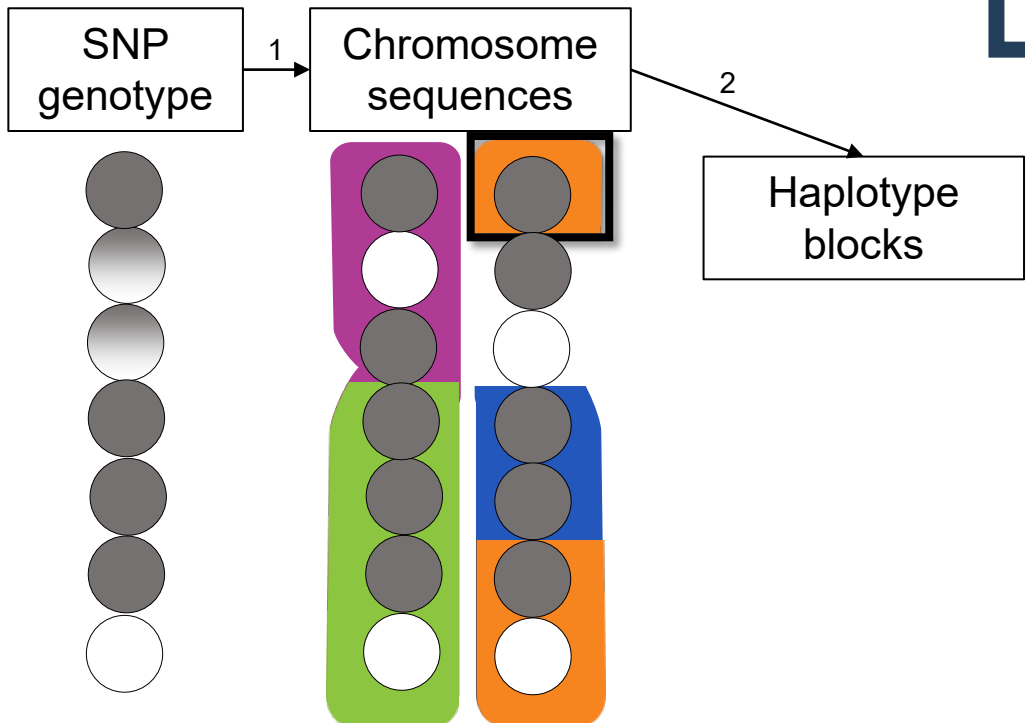 SNP
genotype
1
Chromosome
sequences
2
Haplotype
blocks